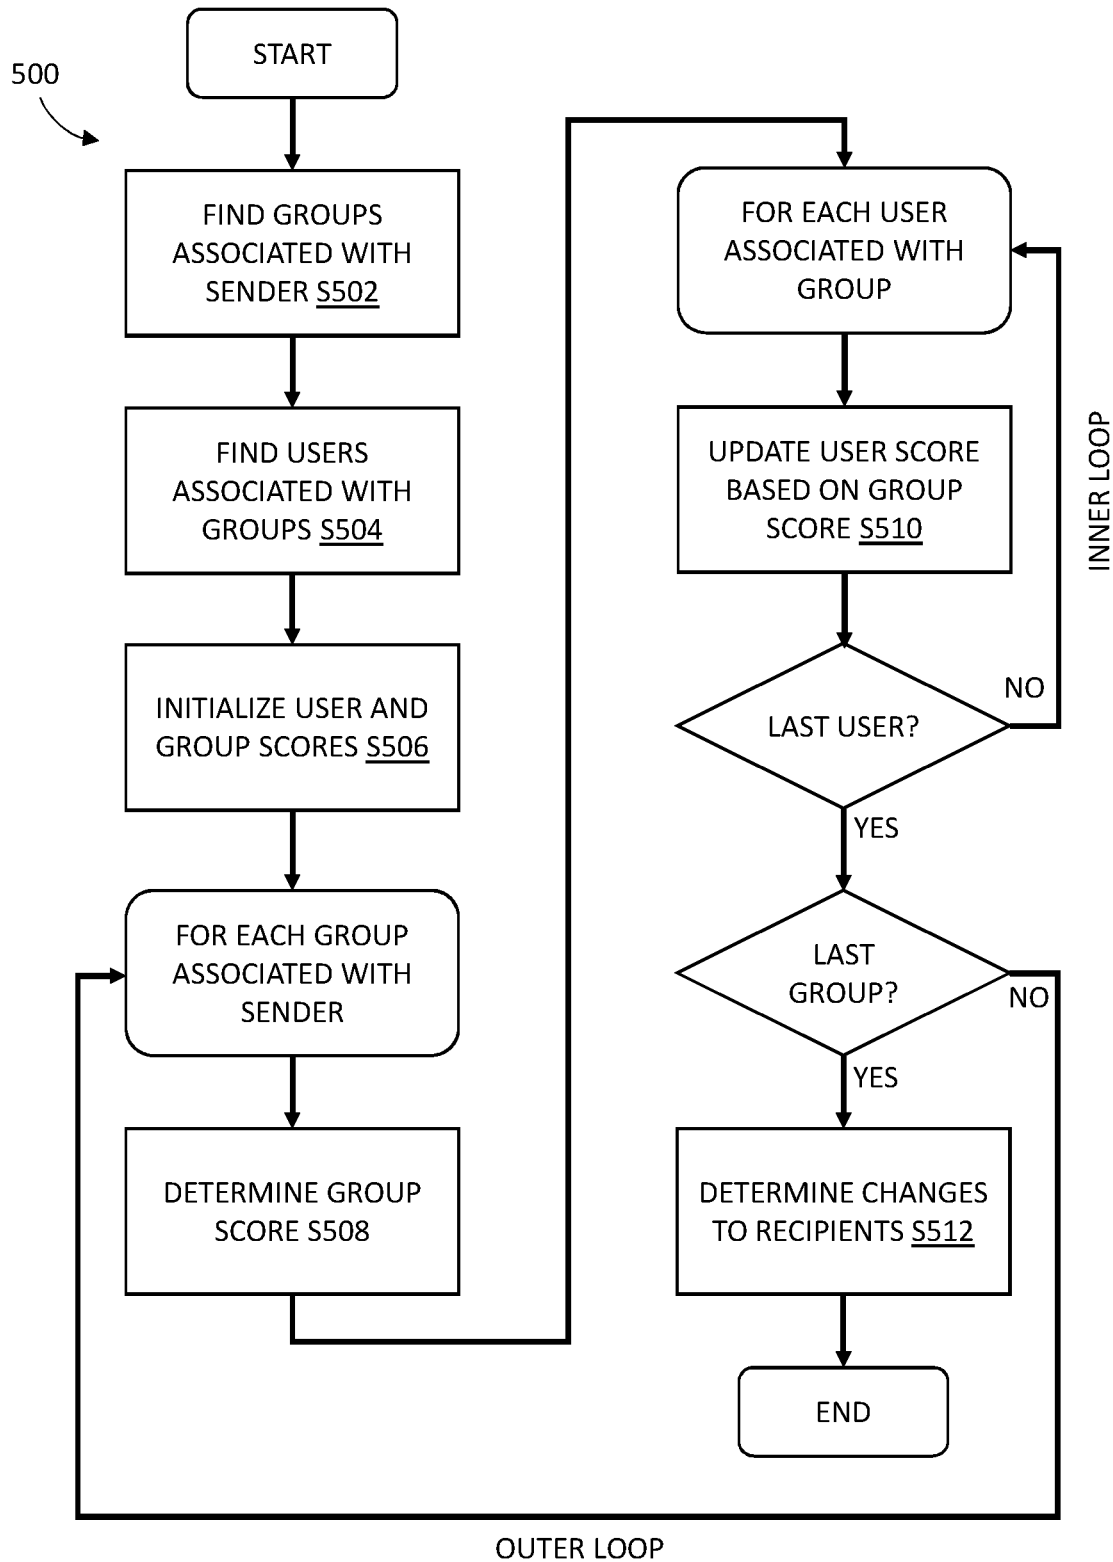 500
START
FIND GROUPS
ASSOCIATED WITH
SENDER S502
FIND USERS
ASSOCIATED WITH
GROUPS S504
INITIALIZE USER AND
GROUP SCORES S506
FOR EACH GROUP
ASSOCIATED WITH
SENDER
DETERMINE GROUP
SCORE S508
FOR EACH USER
ASSOCIATED WITH
GROUP
UPDATE USER SCORE
BASED ON GROUP
SCORE S510
INNER LOOP
LAST USER?
NO
YES
LAST
GROUP?
NO
YES
DETERMINE CHANGES
TO RECIPIENTS S512
END
OUTER LOOP